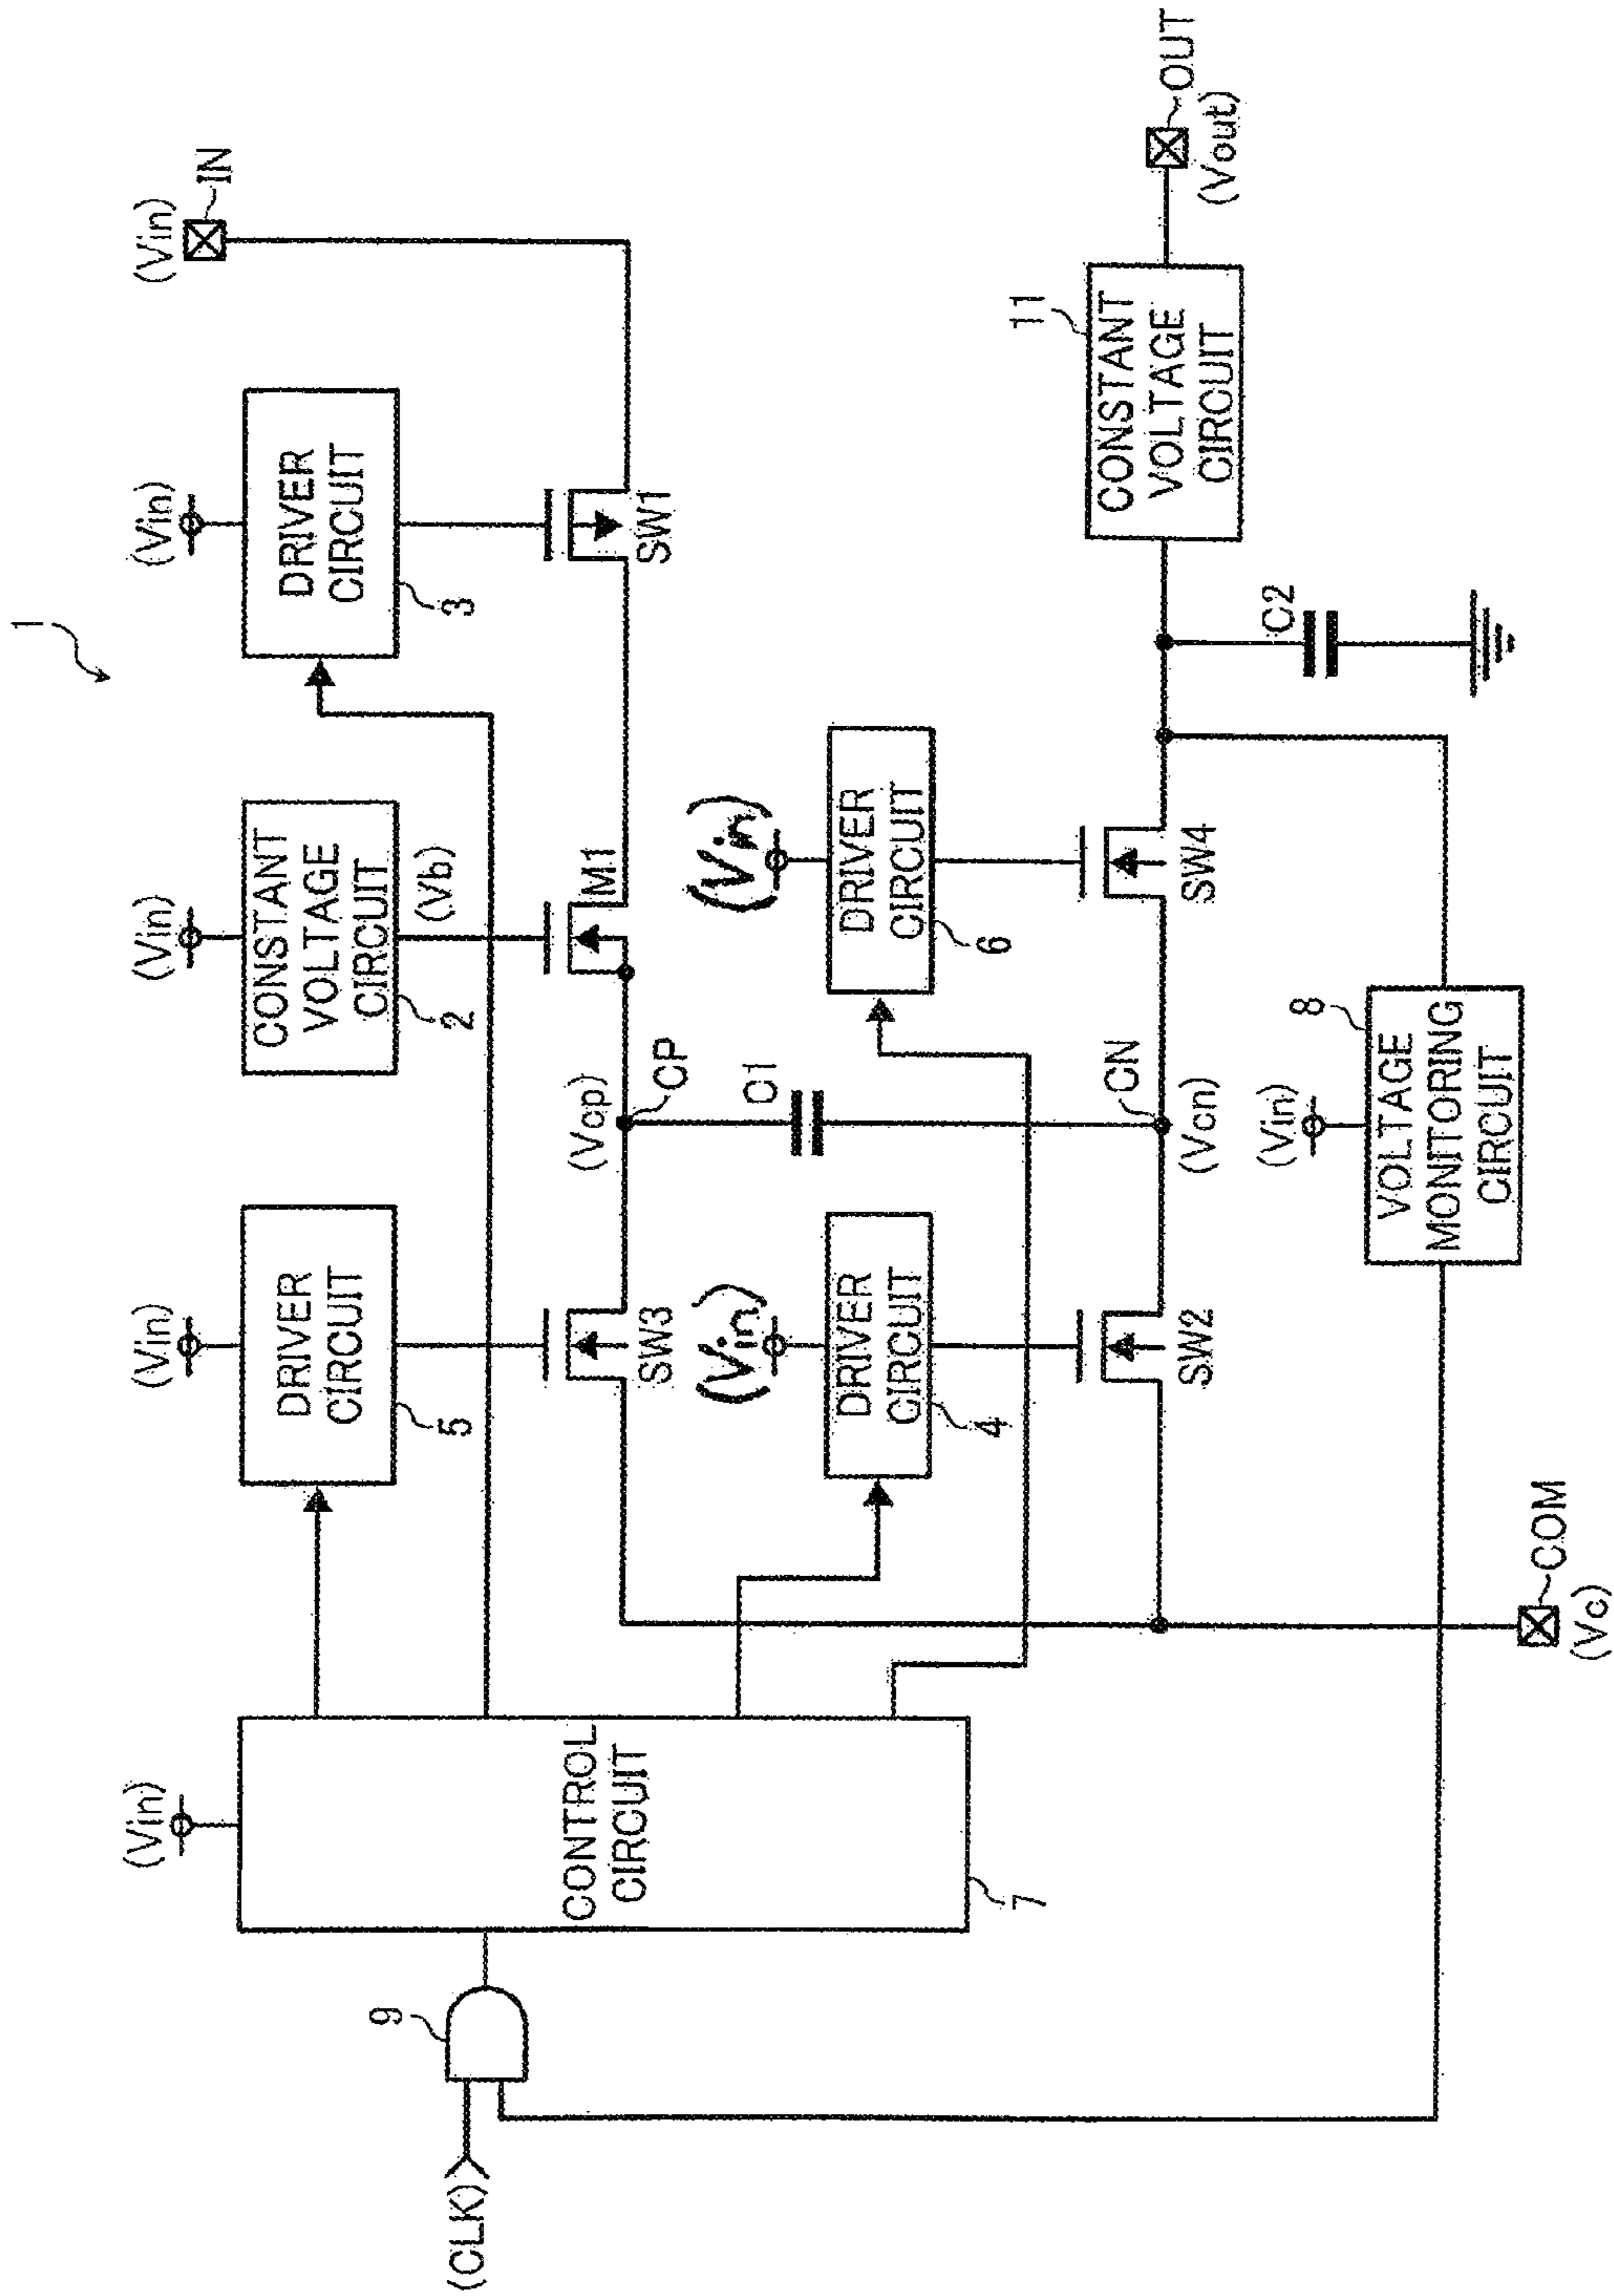 1
(Vin)
CONTROL
CIRCUIT
7
(Vin)
DRIVER
CIRCUIT
5
(Vin)
CONSTANT
VOLTAGE
CIRCUIT
2
(Vb)
(Vin)
DRIVER
CIRCUIT
3
(Vin)
IN
9
(CLK)
SW3
(Vcp)
CP
M1
SW1
(Vin)
DRIVER
CIRCUIT
4
C1
(Vin)
DRIVER
CIRCUIT
6
SW2
CN
(Vcn)
SW4
11
CONSTANT
VOLTAGE
CIRCUIT
OUT
(Vout)
C2
(Vin)
8
VOLTAGE
MONITORING
CIRCUIT
COM
(Vc)